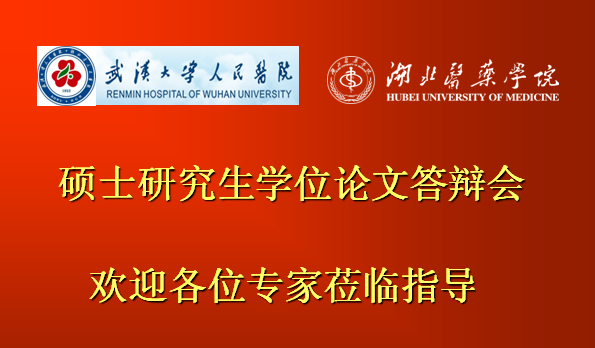 武汉大学人民医院
RENMIN HOSPITAL OF WUHAN UNIVERSITY
湖北医药学院
HUBEI UNIVERSITY OF MEDICINE
硕士研究生学位论文答辩会
欢迎各位专家莅临指导